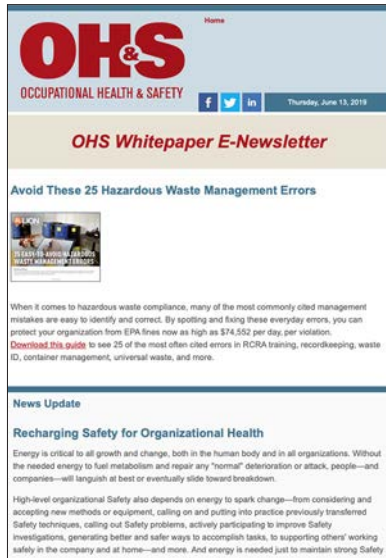 Home
OH&S
OCCUPATIONAL HEALTH & SAFETY
f in
Thursday, June 13, 2019
OHS Whitepaper E-Newsletter
Avoid These 25 Hazardous Waste Management Errors
LION
25 EASY-TO-AVOID HAZARDOUS
WASTE MANAGEMENT ERRORS
When it comes to hazardous waste compliance, many of the most commonly cited management
mistakes are easy to identify and correct. By spotting and fixing these everyday errors, you can
protect your organization from EPA fines now as high as $74,552 per day, per violation.
Download this guide to see 25 of the most often cited errors in RCRA training, recordkeeping, waste
ID, container management, universal waste, and more.
News Update
Recharging Safety for Organizational Health
Energy is critical to all growth and change, both in the human body and in all organizations. Without
the needed energy to fuel metabolism and repair any "normal" deterioration or attack, people—and
companies—will languish at best or eventually slide toward breakdown.
High-level organizational Safety also depends on energy to spark change—from considering and
accepting new methods or equipment, calling on and putting into practice previously transferred
Safety techniques, calling out Safety problems, actively participating to improve Safety
investigations, generating better and safer ways to accomplish tasks, to supporting others' working
safely in the company and at home—and more. And energy is needed just to maintain strong Safety